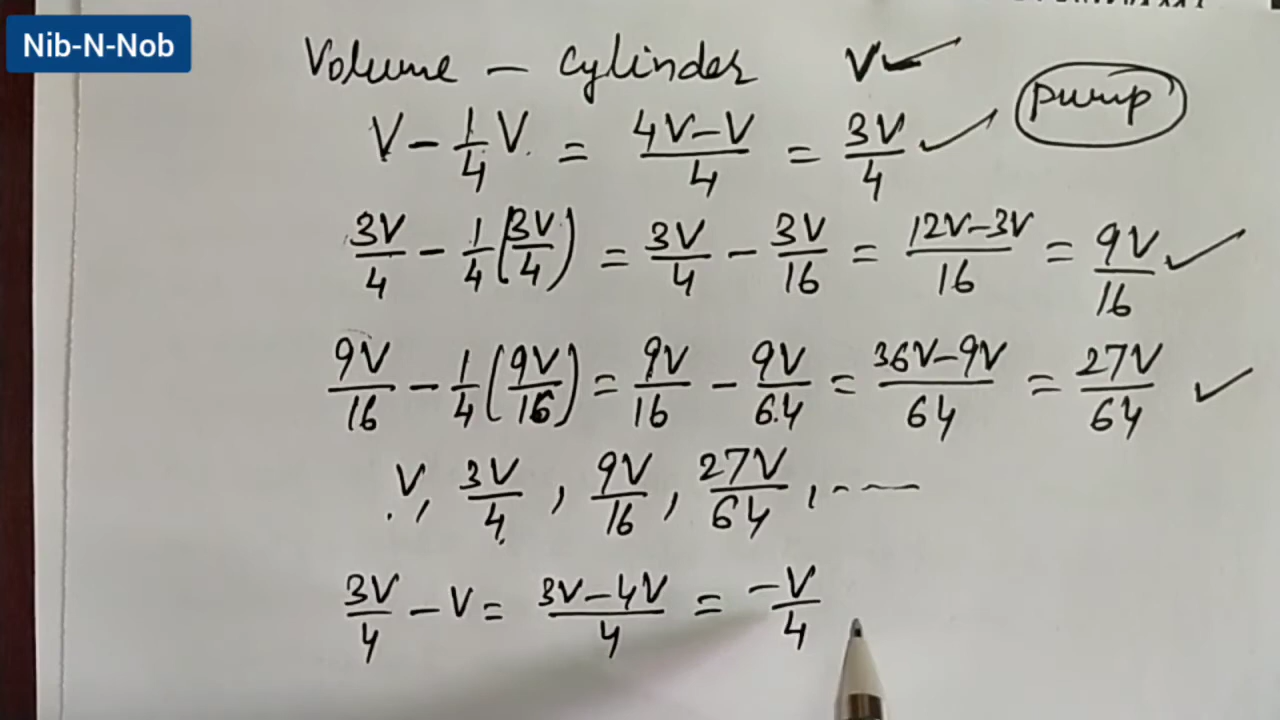 Nib-N-Nob
Volume - cylinder V✓
pump
V - 1/4 V. = (4V-V)/4 = 3V/4 ✓
3V/4 - 1/4(3V/4) = 3V/4 - 3V/16 = (12V-3V)/16 = 9V/16 ✓
9V/16 - 1/4(9V/16) = 9V/16 - 9V/64 = (36V-9V)/64 = 27V/64 ✓
V, 3V/4, 9V/16, 27V/64, ----
3V/4 - V = (3V-4V)/4 = -V/4